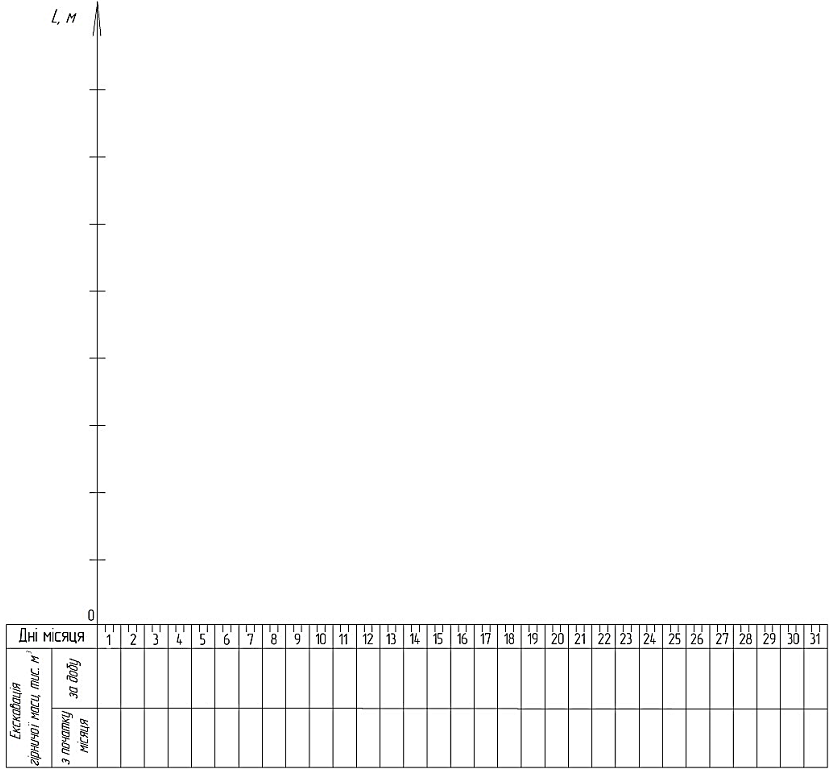 L, м
0
Дні місяця 1 2 3 4 5 6 7 8 9 10 11 12 13 14 15 16 17 18 19 20 21 22 23 24 25 26 27 28 29 30 31
Екскавація
гірничої маси, тис. м³
за добу
з початку
місяця